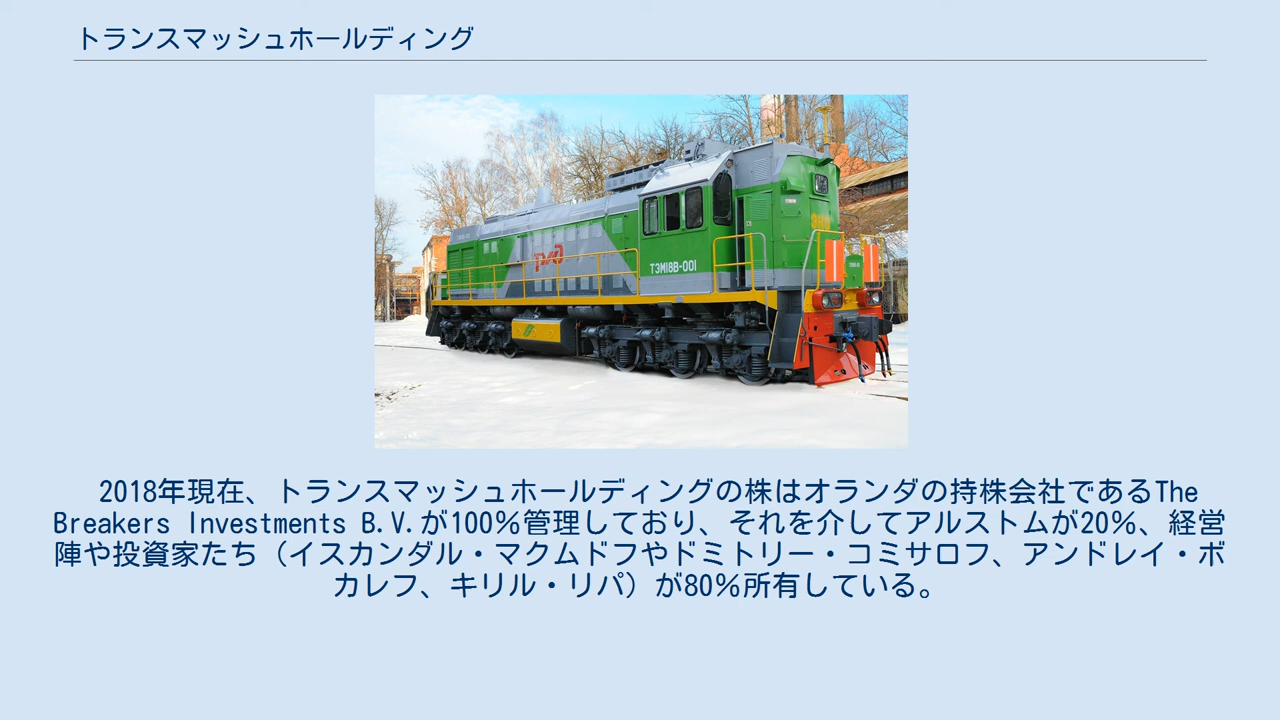 トランスマッシュホールディング
ТЭМ18В-001
2018年現在、トランスマッシュホールディングの株はオランダの持株会社であるThe
Breakers Investments B.V.が100%管理しており、それを介してアルストムが20%、経営
陣や投資家たち（イスカンダル・マクムドフやドミトリー・コミサロフ、アンドレイ・ボ
カレフ、キリル・リパ）が80%所有している。